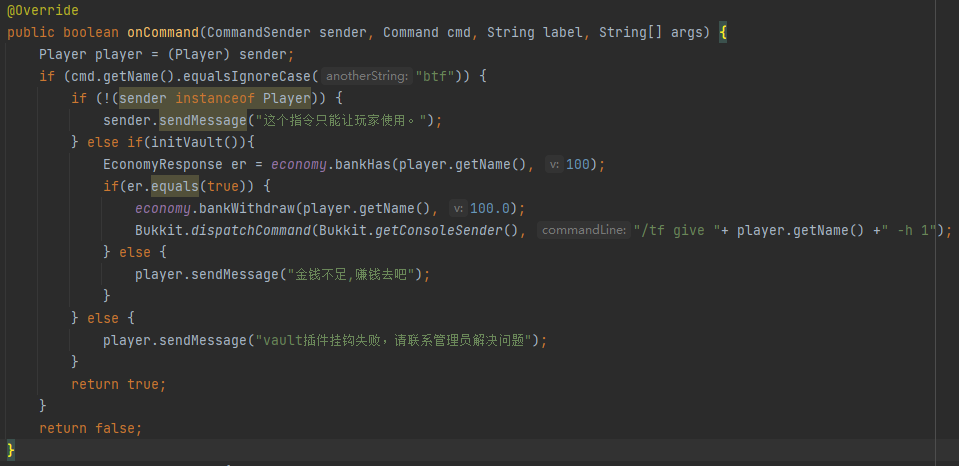 @Override
public boolean onCommand(CommandSender sender, Command cmd, String label, String[] args) {
    Player player = (Player) sender;
    if (cmd.getName().equalsIgnoreCase( anotherString: "btf")) {
        if (!(sender instanceof Player)) {
            sender.sendMessage("这个指令只能让玩家使用。");
        } else if(initVault()){
            EconomyResponse er = economy.bankHas(player.getName(), v: 100);
            if(er.equals(true)) {
                economy.bankWithdraw(player.getName(), v: 100.0);
                Bukkit.dispatchCommand(Bukkit.getConsoleSender(), commandLine: "/tf give "+ player.getName() +" -h 1");
            } else {
                player.sendMessage("金钱不足,赚钱去吧");
            }
        } else {
            player.sendMessage("vault插件挂钩失败，请联系管理员解决问题");
        }
        return true;
    }
    return false;
}